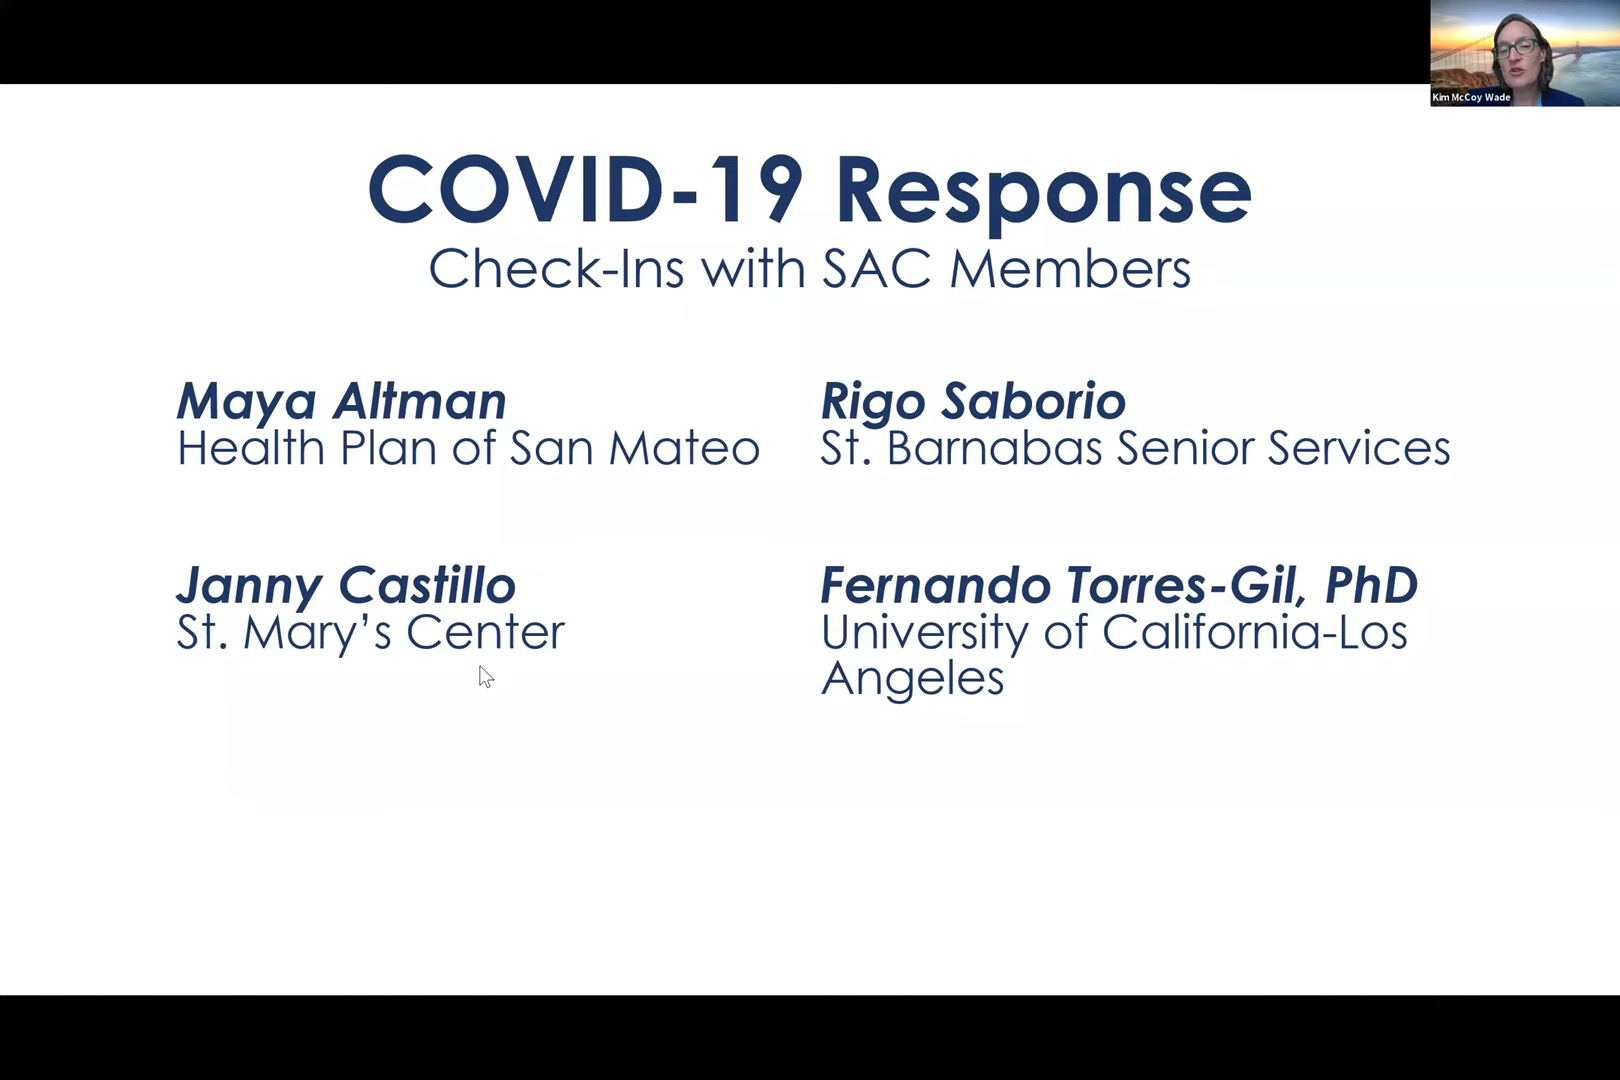 Kim McCoy Wade
COVID-19 Response
Check-Ins with SAC Members
Maya Altman
Health Plan of San Mateo
Rigo Saborio
St. Barnabas Senior Services
Janny Castillo
St. Mary’s Center
Fernando Torres-Gil, PhD
University of California-Los
Angeles